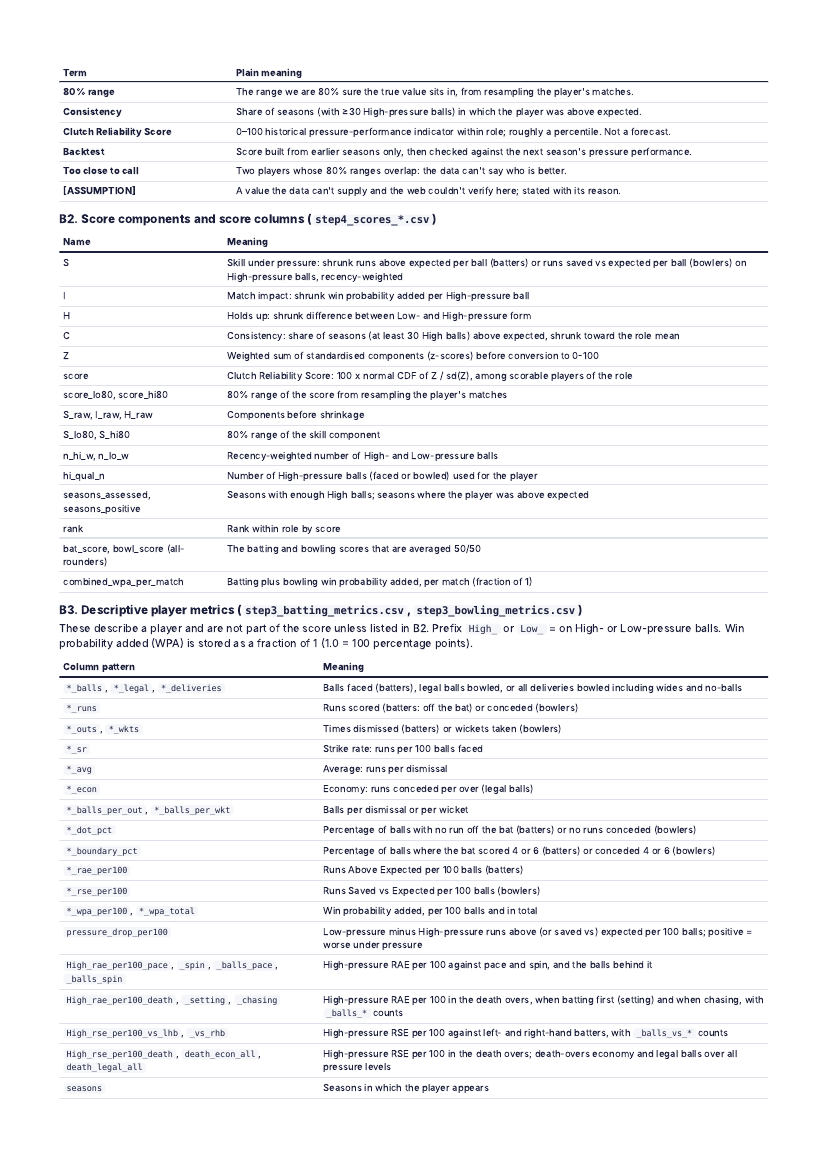 Term Plain meaning
80% range The range we are 80% sure the true value sits in, from resampling the player's matches.
Consistency Share of seasons (with ≥30 High-pressure balls) in which the player was above expected.
Clutch Reliability Score 0–100 historical pressure-performance indicator within role; roughly a percentile. Not a forecast.
Backtest Score built from earlier seasons only, then checked against the next season's pressure performance.
Too close to call Two players whose 80% ranges overlap: the data can't say who is better.
[ASSUMPTION] A value the data can't supply and the web couldn't verify here; stated with its reason.
B2. Score components and score columns ( step4_scores_*.csv )
Name Meaning
S Skill under pressure: shrunk runs above expected per ball (batters) or runs saved vs expected per ball (bowlers) on
High-pressure balls, recency-weighted
I Match impact: shrunk win probability added per High-pressure ball
H Holds up: shrunk difference between Low- and High-pressure form
C Consistency: share of seasons (at least 30 High balls) above expected, shrunk toward the role mean
Z Weighted sum of standardised components (z-scores) before conversion to 0-100
score Clutch Reliability Score: 100 x normal CDF of Z / sd(Z), among scorable players of the role
score_lo80, score_hi80 80% range of the score from resampling the player's matches
S_raw, I_raw, H_raw Components before shrinkage
S_lo80, S_hi80 80% range of the skill component
n_hi_w, n_lo_w Recency-weighted number of High- and Low-pressure balls
hi_qual_n Number of High-pressure balls (faced or bowled) used for the player
seasons_assessed, Seasons with enough High balls; seasons where the player was above expected
seasons_positive
rank Rank within role by score
bat_score, bowl_score (all- The batting and bowling scores that are averaged 50/50
rounders)
combined_wpa_per_match Batting plus bowling win probability added, per match (fraction of 1)
B3. Descriptive player metrics ( step3_batting_metrics.csv , step3_bowling_metrics.csv )
These describe a player and are not part of the score unless listed in B2. Prefix High_ or Low_ = on High- or Low-pressure balls. Win
probability added (WPA) is stored as a fraction of 1 (1.0 = 100 percentage points).
Column pattern Meaning
*_balls , *_legal , *_deliveries Balls faced (batters), legal balls bowled, or all deliveries bowled including wides and no-balls
*_runs Runs scored (batters: off the bat) or conceded (bowlers)
*_outs , *_wkts Times dismissed (batters) or wickets taken (bowlers)
*_sr Strike rate: runs per 100 balls faced
*_avg Average: runs per dismissal
*_econ Economy: runs conceded per over (legal balls)
*_balls_per_out , *_balls_per_wkt Balls per dismissal or per wicket
*_dot_pct Percentage of balls with no run off the bat (batters) or no runs conceded (bowlers)
*_boundary_pct Percentage of balls where the bat scored 4 or 6 (batters) or conceded 4 or 6 (bowlers)
*_rae_per100 Runs Above Expected per 100 balls (batters)
*_rse_per100 Runs Saved vs Expected per 100 balls (bowlers)
*_wpa_per100 , *_wpa_total Win probability added, per 100 balls and in total
pressure_drop_per100 Low-pressure minus High-pressure runs above (or saved vs) expected per 100 balls; positive =
worse under pressure
High_rae_per100_pace , _spin , _balls_pace , High-pressure RAE per 100 against pace and spin, and the balls behind it
_balls_spin
High_rae_per100_death , _setting , _chasing High-pressure RAE per 100 in the death overs, when batting first (setting) and when chasing, with
_balls_* counts
High_rse_per100_vs_lhb , _vs_rhb High-pressure RSE per 100 against left- and right-hand batters, with _balls_vs_* counts
High_rse_per100_death , death_econ_all , High-pressure RSE per 100 in the death overs; death-overs economy and legal balls over all
death_legal_all pressure levels
seasons Seasons in which the player appears